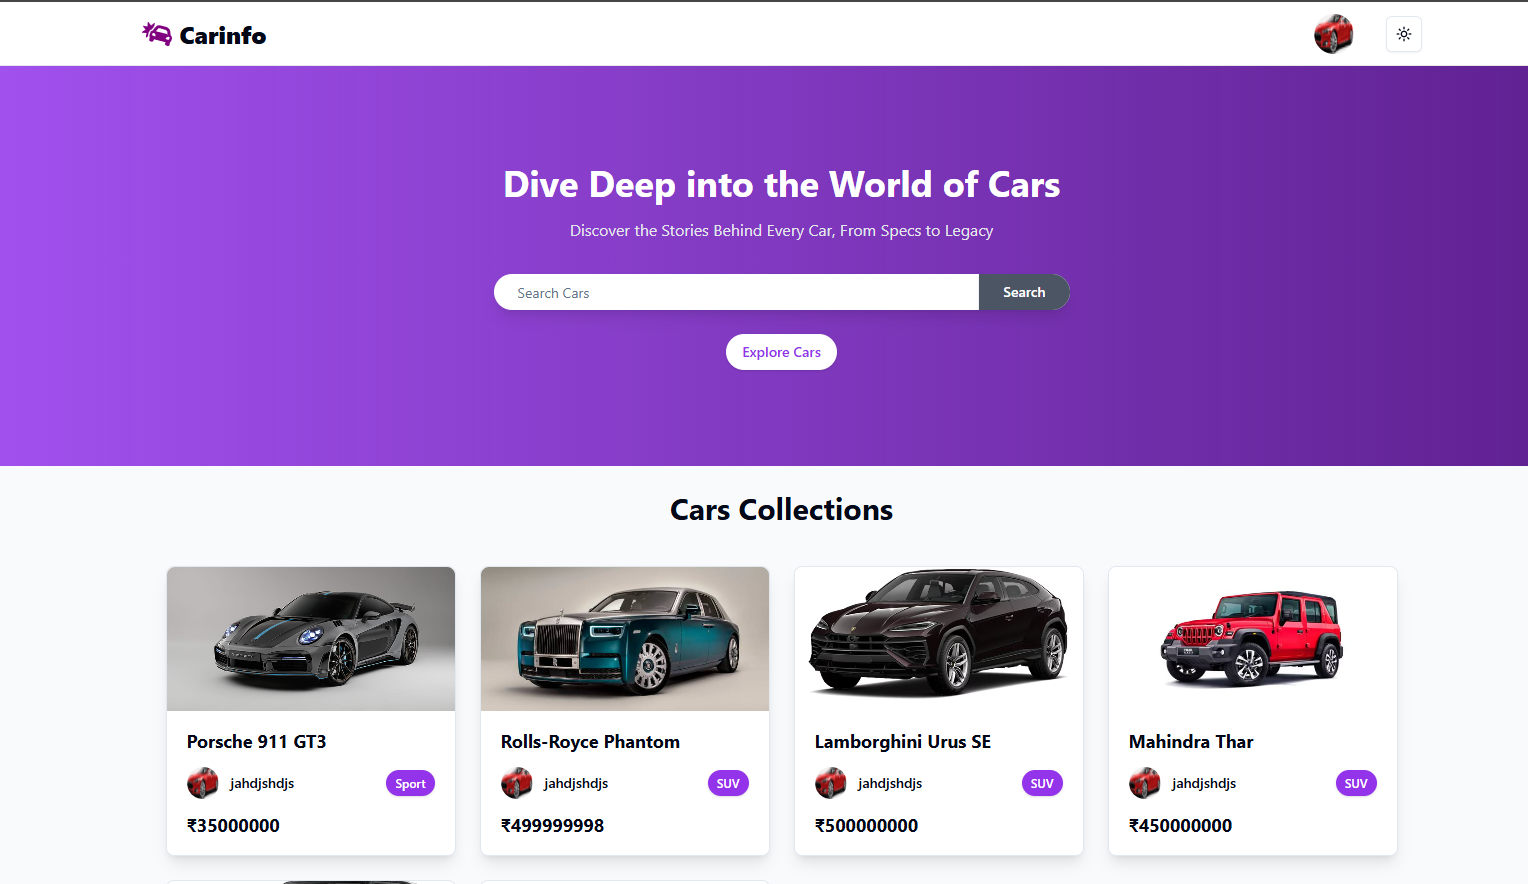 Carinfo
Dive Deep into the World of Cars
Discover the Stories Behind Every Car, From Specs to Legacy
Search Cars
Search
Explore Cars
Cars Collections
Porsche 911 GT3
jahdjshdjs
Sport
₹35000000
Rolls-Royce Phantom
jahdjshdjs
SUV
₹499999998
Lamborghini Urus SE
jahdjshdjs
SUV
₹500000000
Mahindra Thar
jahdjshdjs
SUV
₹450000000